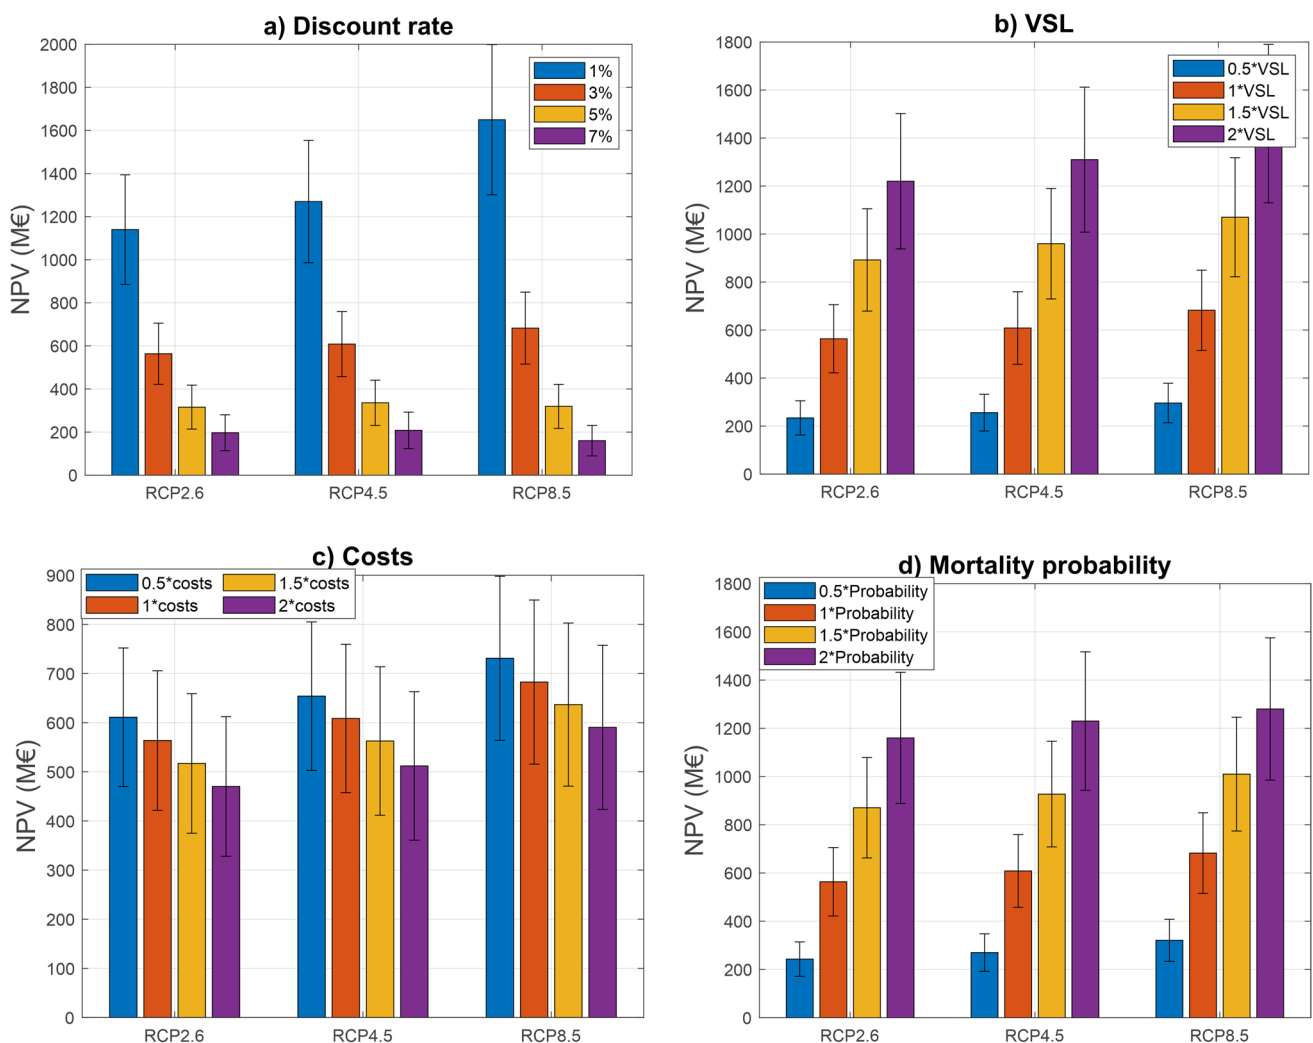 a) Discount rate
2000
1800
1600
1400
1200
1000
800
600
400
200
0
NPV (M€)
1%
3%
5%
7%
RCP2.6 RCP4.5 RCP8.5
b) VSL
1800
1600
1400
1200
1000
800
600
400
200
0
NPV (M€)
0.5*VSL
1*VSL
1.5*VSL
2*VSL
RCP2.6 RCP4.5 RCP8.5
c) Costs
900
800
700
600
500
400
300
200
100
0
NPV (M€)
0.5*costs 1.5*costs
1*costs 2*costs
RCP2.6 RCP4.5 RCP8.5
d) Mortality probability
1800
1600
1400
1200
1000
800
600
400
200
0
NPV (M€)
0.5*Probability
1*Probability
1.5*Probability
2*Probability
RCP2.6 RCP4.5 RCP8.5